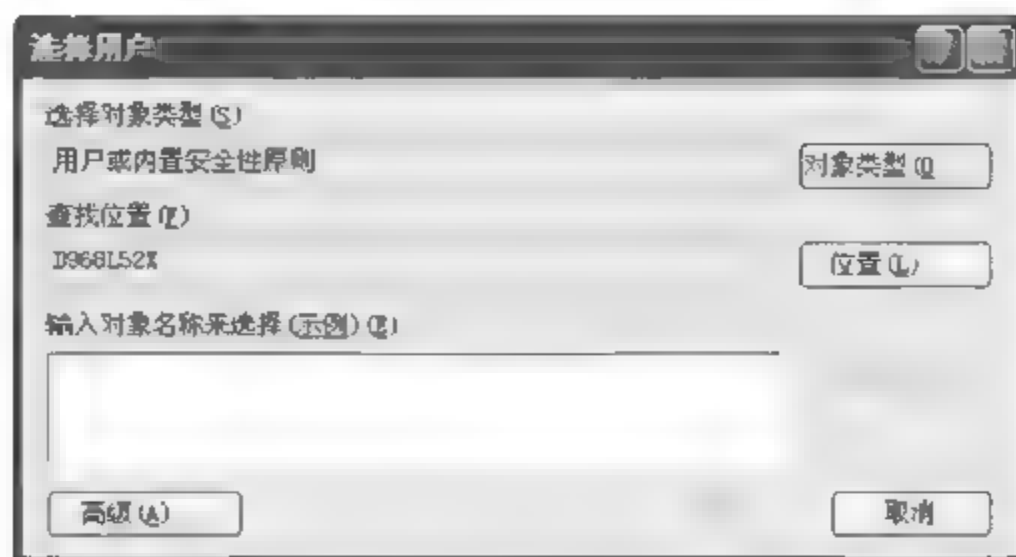 选择用户
选择对象类型(S)
用户或内置安全性原则
对象类型(O
查找位置(F)
D968L52X
位置(L)
输入对象名称来选择(示例)(E)
高级(A)
取消